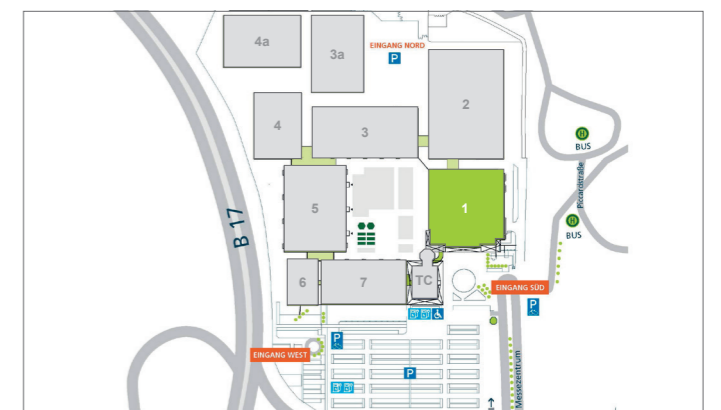 4a
3a
EINGANG NORD
P
2
4
3
H
BUS
Piccardstraße
1
5
B 17
H
BUS
6
7
TC
EINGANG SÜD
P
P
EINGANG WEST
P
Messezentrum